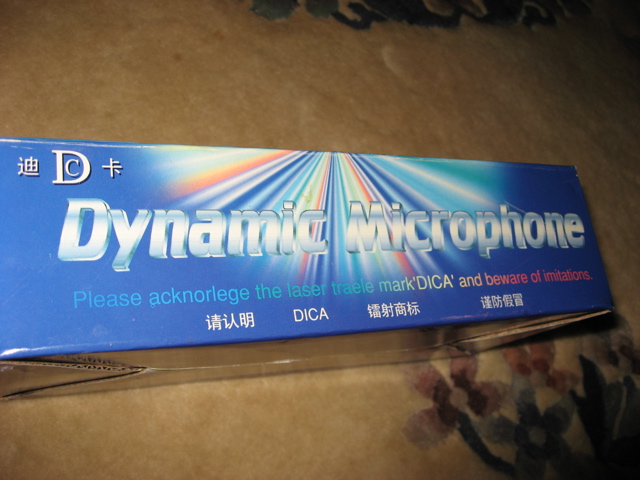 迪 DC 卡
Dynamic Microphone
Please acknorlege the laser traele mark'DICA' and beware of imitations.
请认明 DICA 镭射商标 谨防假冒